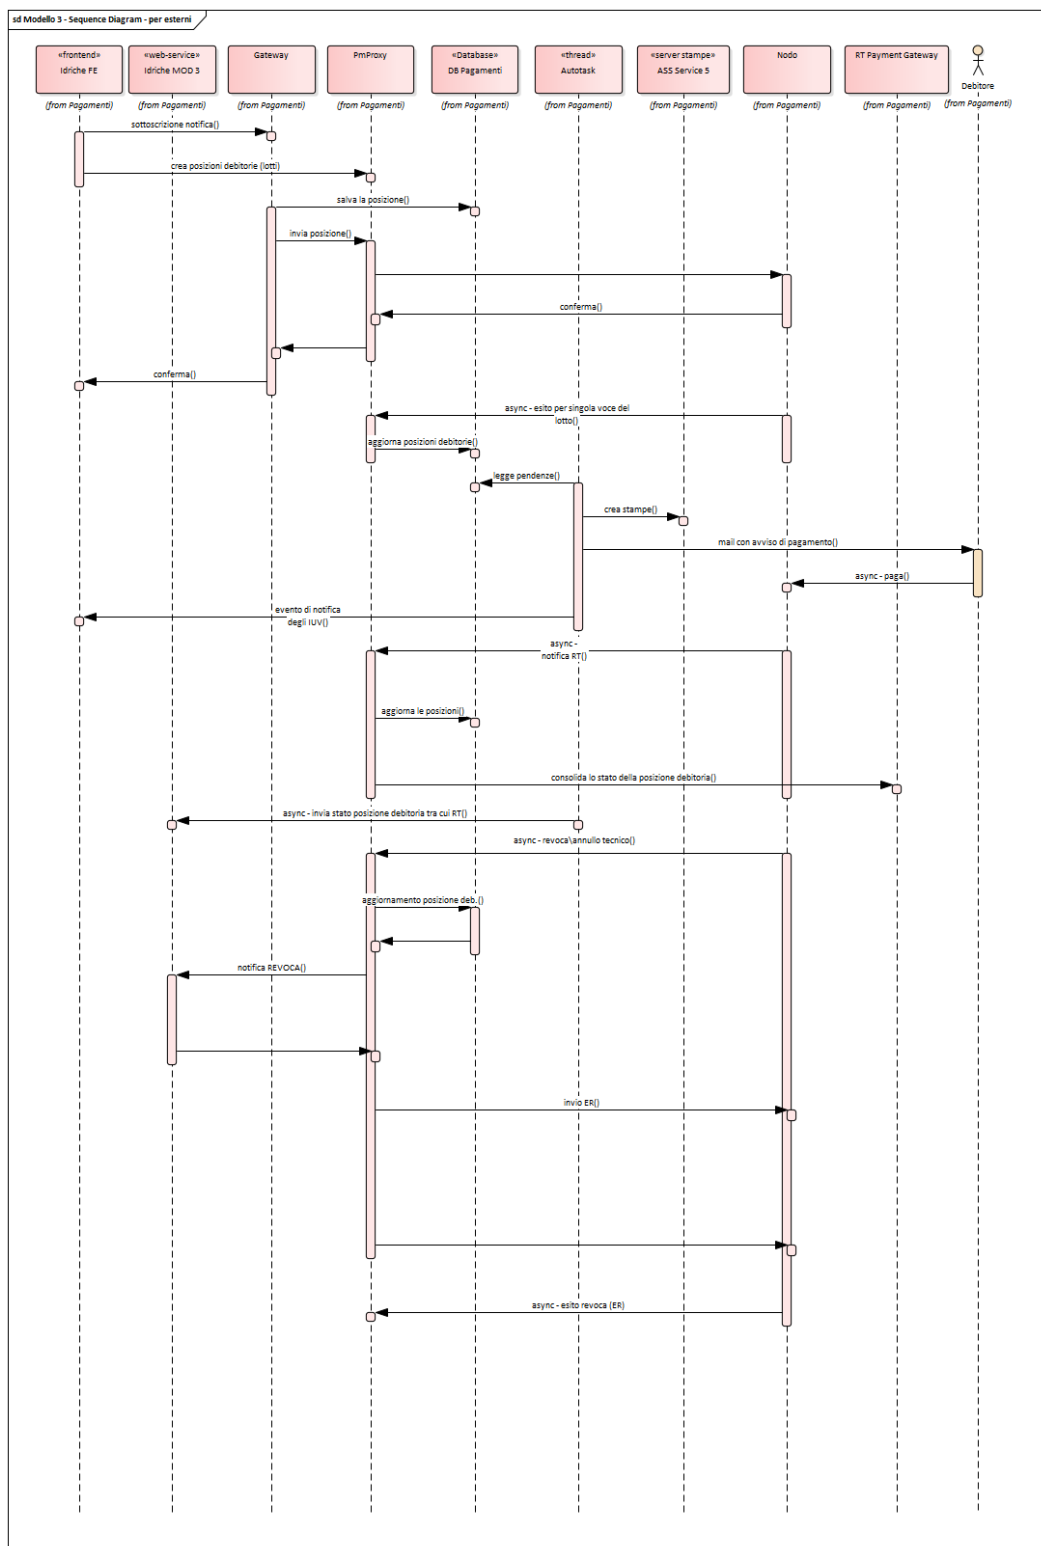 sd Modello 3 - Sequence Diagram - per esterni
«frontend»
Idriche FE
(from Pagamenti)
«web-service»
Idriche MOD 3
(from Pagamenti)
Gateway
(from Pagamenti)
PmProxy
(from Pagamenti)
«Database»
DB Pagamenti
(from Pagamenti)
«thread»
Autotask
(from Pagamenti)
«server stampe»
ASS Service 5
(from Pagamenti)
Nodo
(from Pagamenti)
RT Payment Gateway
(from Pagamenti)
Debitore
(from Pagamenti)
sottoscrizione notifica()
crea posizioni debitorie (lotti)
salva la posizione()
invia posizione()
conferma()
conferma()
async - esito per singola voce del
lotto()
aggiorna posizioni debitorie()
legge pendenze()
crea stampe()
mail con avviso di pagamento()
async - paga()
evento di notifica
degli IUV()
async -
notifica RT()
aggiorna le posizioni()
consolida lo stato della posizione debitoria()
async - invia stato posizione debitoria tra cui RT()
async - revoca\annullo tecnico()
aggiornamento posizione deb.()
notifica REVOCA()
invio ER()
async - esito revoca (ER)